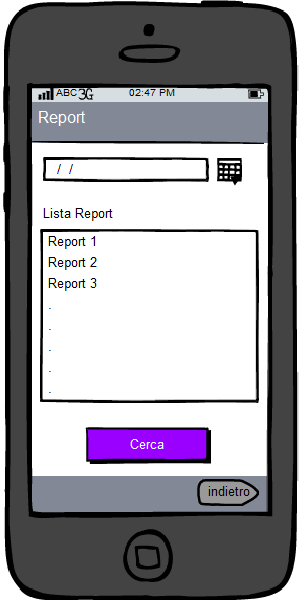 ABC 3G 02:47 PM
Report
/ /
Lista Report
Report 1
Report 2
Report 3
.
.
.
.
.
Cerca
indietro